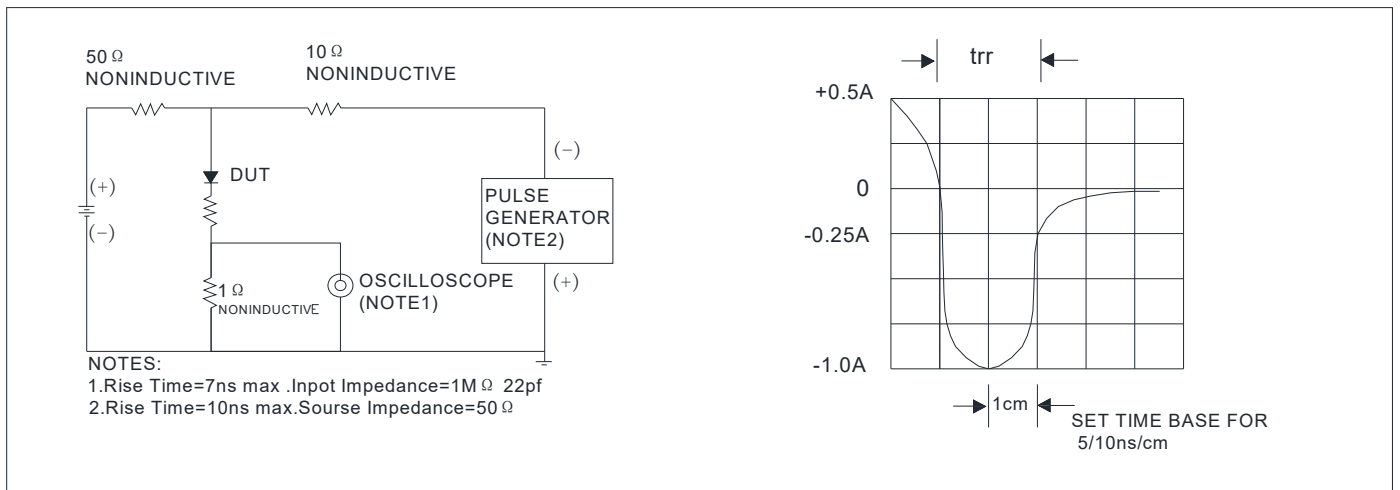 50 Ω
NONINDUCTIVE
10 Ω
NONINDUCTIVE
(+)
(−)
DUT
1 Ω
NONINDUCTIVE
OSCILLOSCOPE
(NOTE1)
(−)
PULSE
GENERATOR
(NOTE2)
(+)
NOTES:
1.Rise Time=7ns max .Inpot Impedance=1M Ω 22pf
2.Rise Time=10ns max.Sourse Impedance=50 Ω
trr
+0.5A
0
-0.25A
-1.0A
1cm
SET TIME BASE FOR
5/10ns/cm